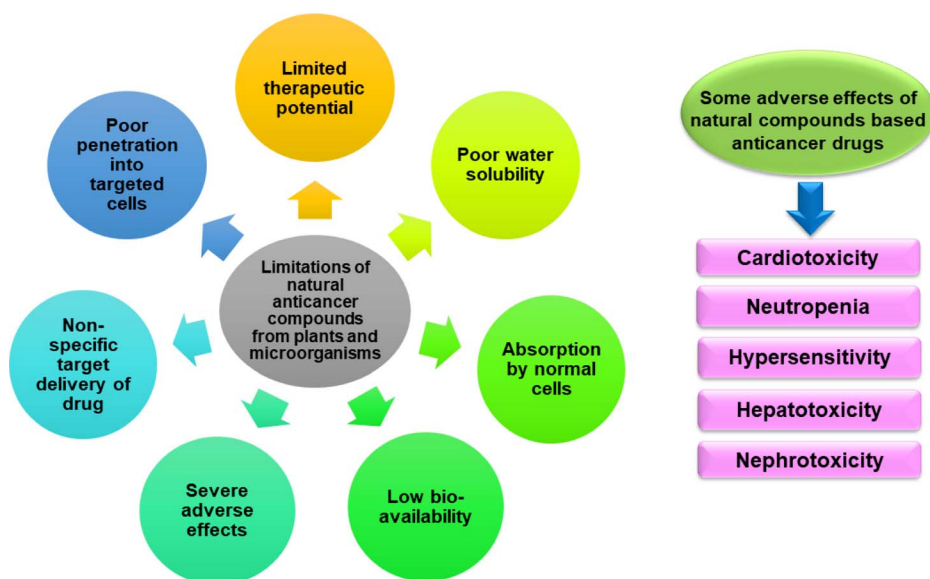 Limited
therapeutic
potential
Poor water
solubility
Absorption
by normal
cells
Low bio-
availability
Severe
adverse
effects
Non-
specific
target
delivery of
drug
Poor
penetration
into
targeted
cells
Limitations of
natural
anticancer
compounds
from plants and
microorganisms
Some adverse effects of
natural compounds based
anticancer drugs
Cardiotoxicity
Neutropenia
Hypersensitivity
Hepatotoxicity
Nephrotoxicity